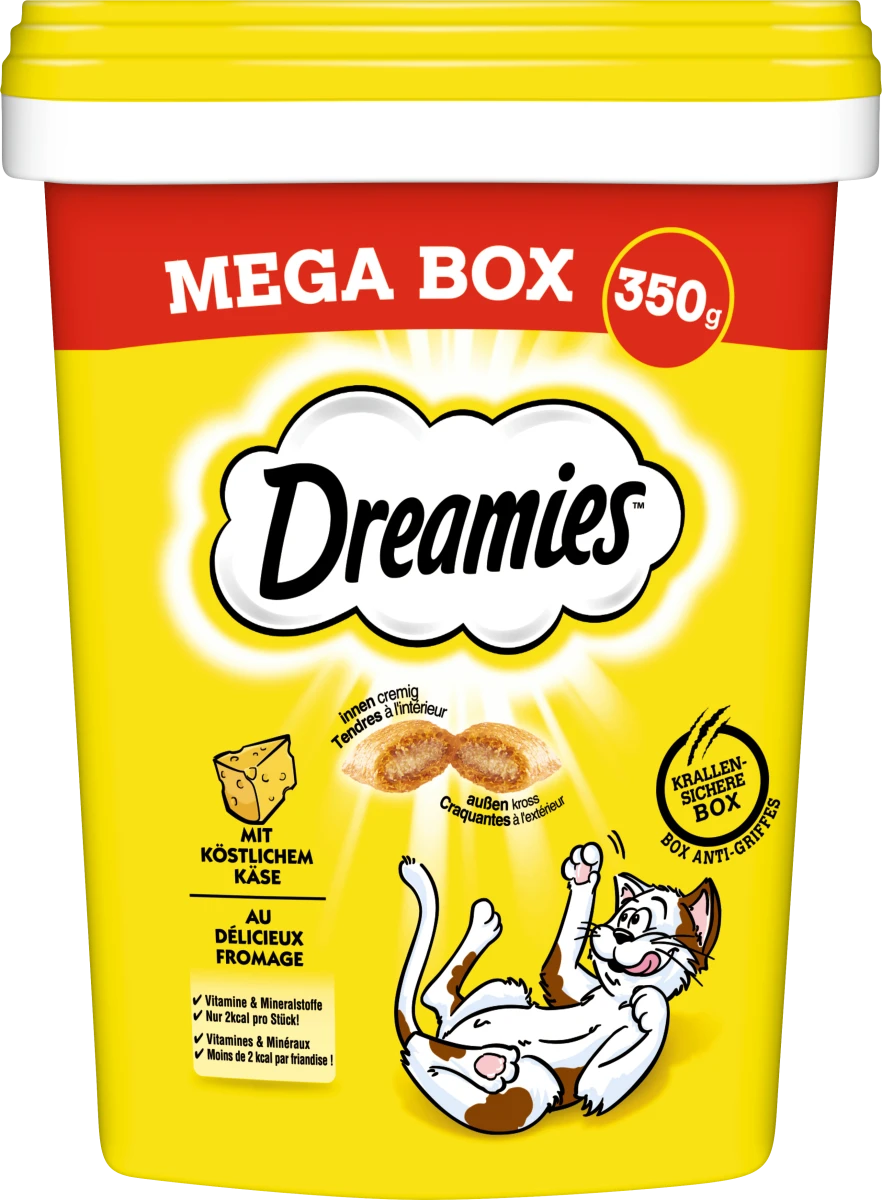 MEGA BOX
350g
Dreamies™
innen cremig
Tendres à l'intérieur
außen kross
Craquantes à l'extérieur
KRALLEN-
SICHERE
BOX
BOX ANTI-GRIFFES
MIT
KÖSTLICHEM
KÄSE
AU
DÉLICIEUX
FROMAGE
✓ Vitamine & Mineralstoffe
✓ Nur 2kcal pro Stück!
✓ Vitamines & Minéraux
✓ Moins de 2 kcal par friandise !